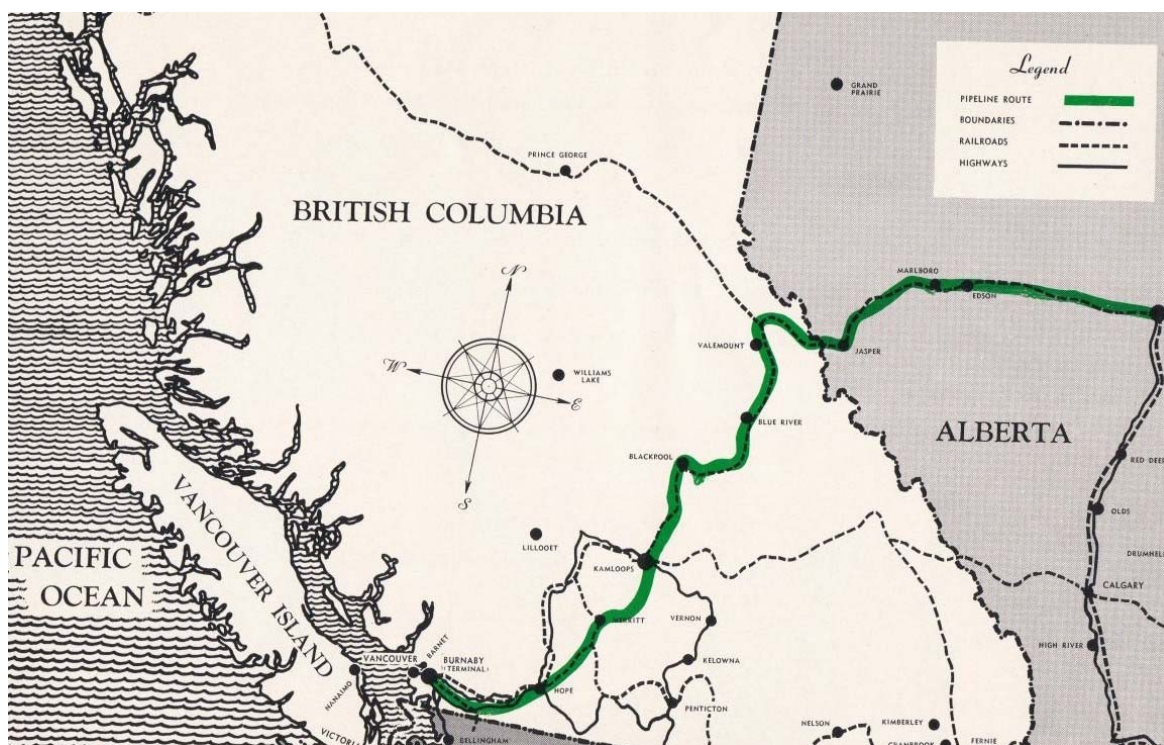 Legend
PIPELINE ROUTE
BOUNDARIES
RAILROADS
HIGHWAYS
GRAND
PRAIRIE
PRINCE GEORGE
BRITISH COLUMBIA
N
W
E
S
WILLIAMS
LAKE
MARLBORO
EDSON
VALEMOUNT
JASPER
BLUE RIVER
ALBERTA
BLACKPOOL
RED DEER
OLDS
DRUMHELL
LILLOOET
KAMLOOPS
CALGARY
VANCOUVER ISLAND
PACIFIC
OCEAN
MERRITT
VERNON
HIGH RIVER
KELOWNA
VANCOUVER
BARNET
BURNABY
(TERMINAL)
NANAIMO
HOPE
PENTICTON
NELSON
KIMBERLEY
CRANBROOK
FERNIE
VICTORIA
BELLINGHAM